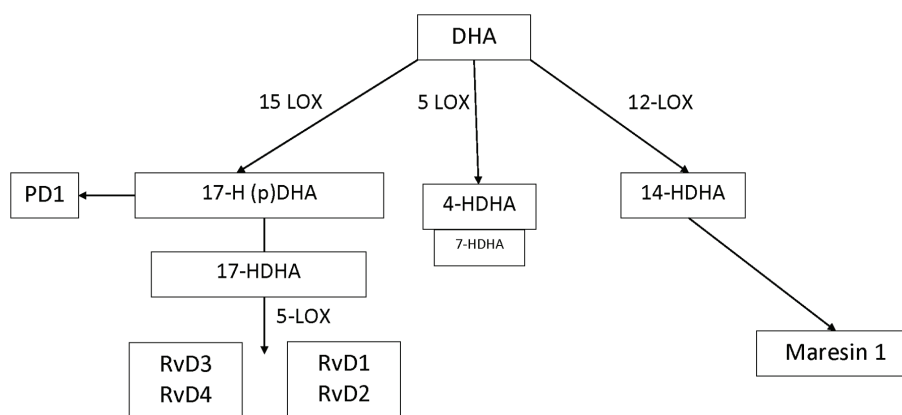 DHA
15 LOX
5 LOX
12-LOX
PD1
17-H (p)DHA
4-HDHA
14-HDHA
7-HDHA
17-HDHA
5-LOX
RvD3
RvD4
RvD1
RvD2
Maresin 1